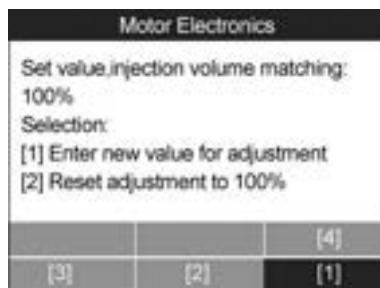 Motor Electronics
Set value,injection volume matching:
100%
Selection:
[1] Enter new value for adjustment
[2] Reset adjustment to 100%
[4]
[3] [2] [1]